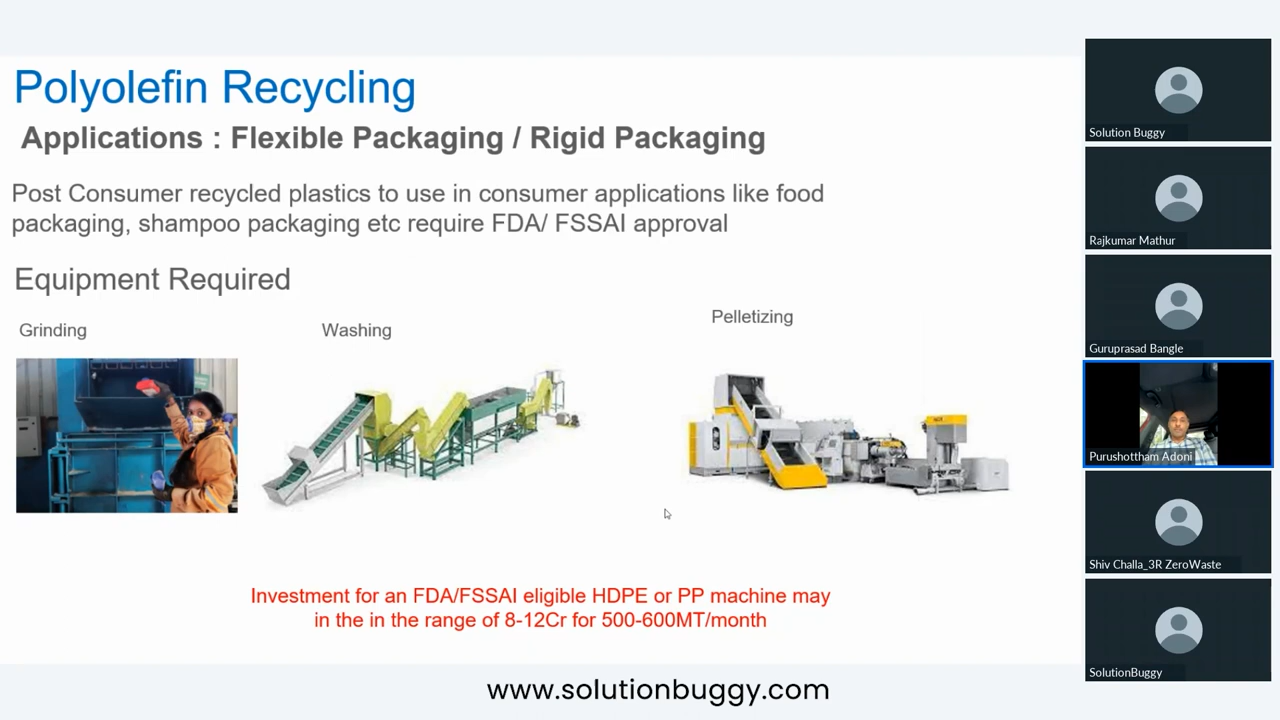 Polyolefin Recycling
Applications : Flexible Packaging / Rigid Packaging
Post Consumer recycled plastics to use in consumer applications like food
packaging, shampoo packaging etc require FDA/ FSSAI approval
Equipment Required
Grinding
Washing
Pelletizing
Investment for an FDA/FSSAI eligible HDPE or PP machine may
in the in the range of 8-12Cr for 500-600MT/month
www.solutionbuggy.com
Solution Buggy
Rajkumar Mathur
Guruprasad Bangle
Purushottham Adoni
Shiv Challa_3R ZeroWaste
SolutionBuggy